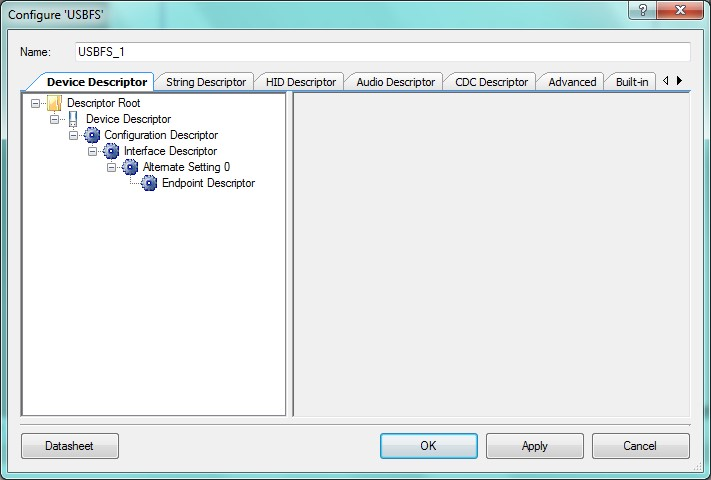 Configure 'USBFS'
Name: USBFS_1
Device Descriptor String Descriptor HID Descriptor Audio Descriptor CDC Descriptor Advanced Built-in
Descriptor Root
Device Descriptor
Configuration Descriptor
Interface Descriptor
Alternate Setting 0
Endpoint Descriptor
Datasheet OK Apply Cancel